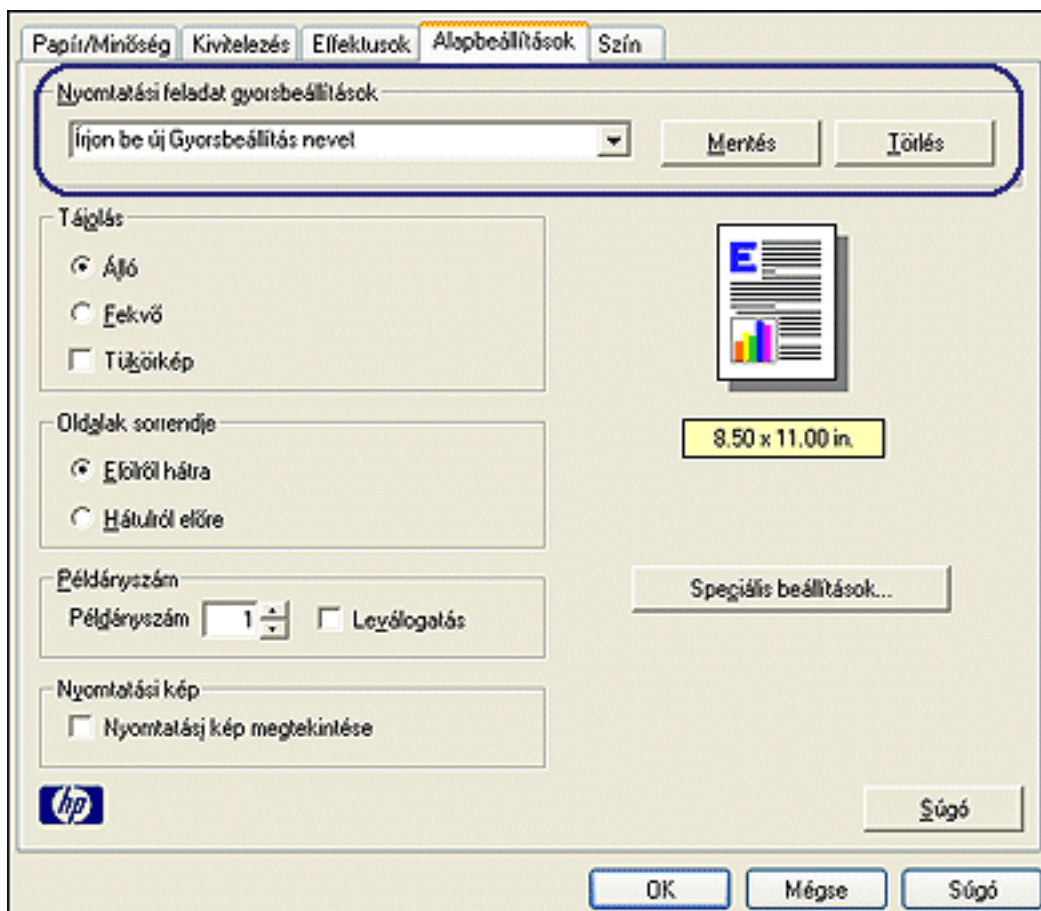 Papír/Minőség Kivitelezés Effektusok Alapbeállítások Szín
Nyomtatási feladat gyorsbeállítások
Írjon be új Gyorsbeállítás nevet Mentés Törlés
Tájolás
Álló
Fekvő
Tükörkép
E
8.50 x 11.00 in.
Oldalak sorrendje
Elölről hátra
Hátulról előre
Példányszám
Példányszám 1 Leválogatás
Speciális beállítások...
Nyomtatási kép
Nyomtatási kép megtekintése
hp
Súgó
OK Mégse Súgó